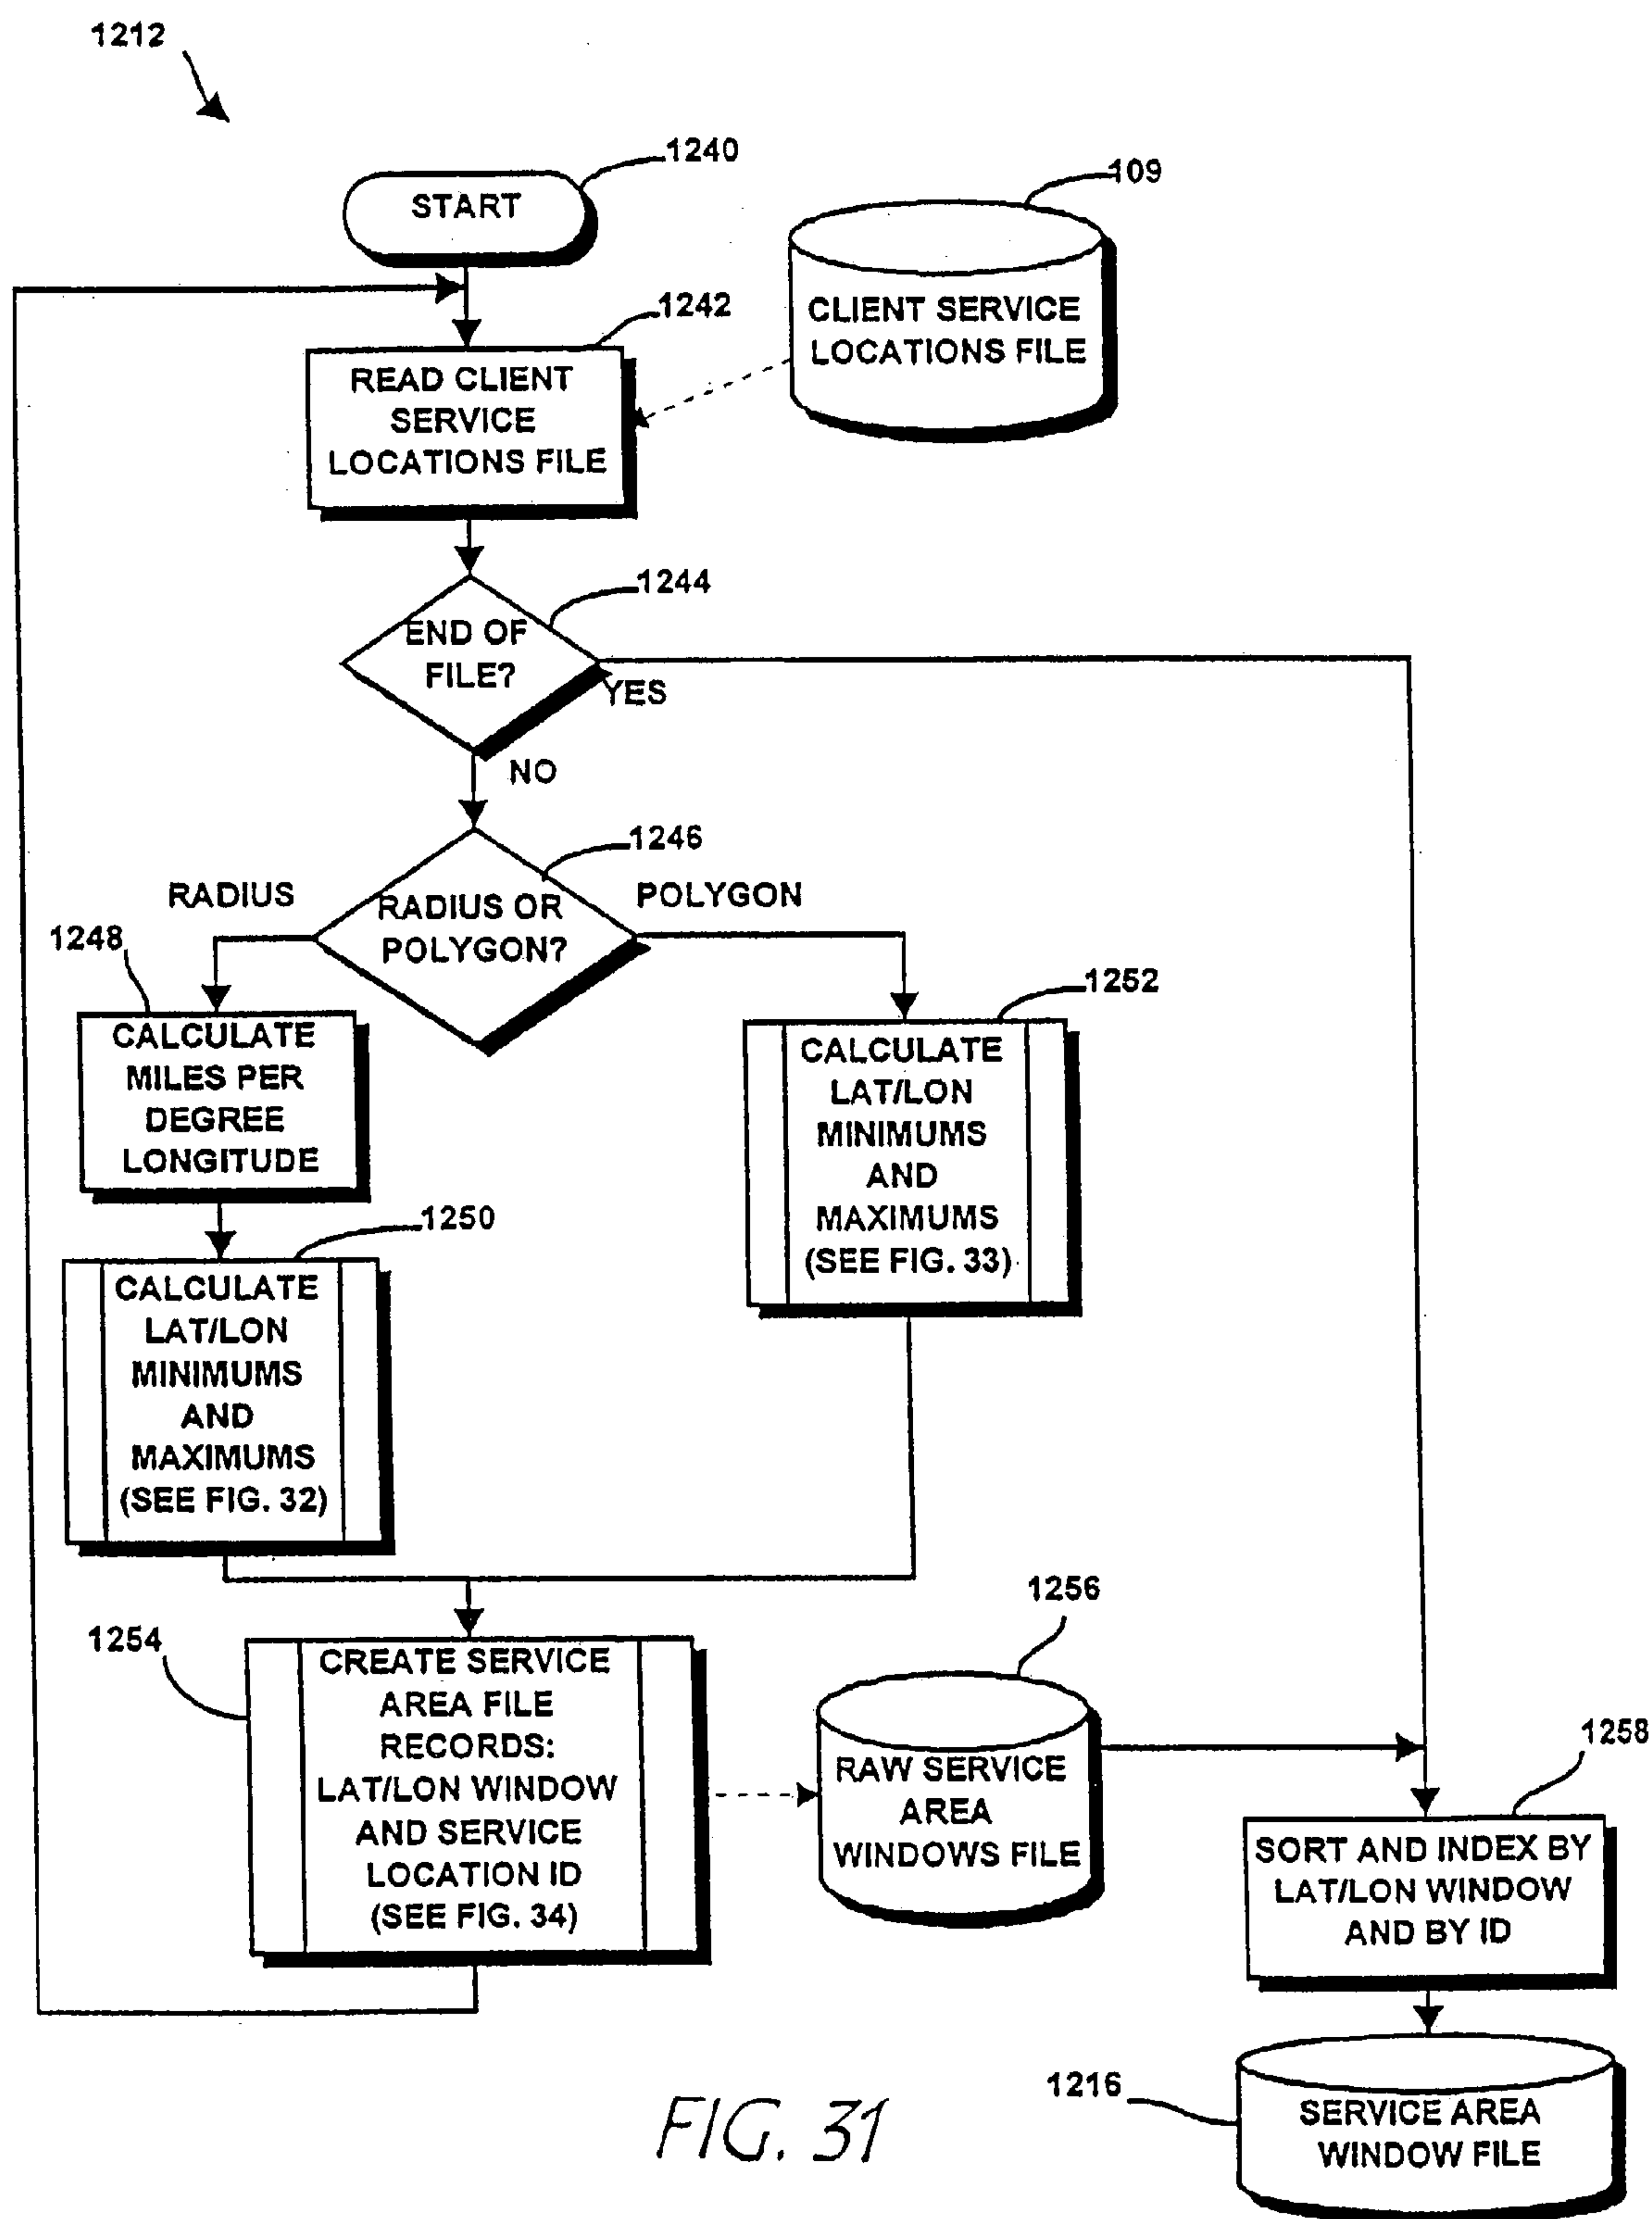 1212
1240
START
109
CLIENT SERVICE
LOCATIONS FILE
1242
READ CLIENT
SERVICE
LOCATIONS FILE
1244
END OF
FILE?
YES
NO
1246
RADIUS
RADIUS OR
POLYGON?
POLYGON
1248
CALCULATE
MILES PER
DEGREE
LONGITUDE
1252
CALCULATE
LAT/LON
MINIMUMS
AND
MAXIMUMS
(SEE FIG. 33)
1250
CALCULATE
LAT/LON
MINIMUMS
AND
MAXIMUMS
(SEE FIG. 32)
1254
CREATE SERVICE
AREA FILE
RECORDS:
LAT/LON WINDOW
AND SERVICE
LOCATION ID
(SEE FIG. 34)
1256
RAW SERVICE
AREA
WINDOWS FILE
1258
SORT AND INDEX BY
LAT/LON WINDOW
AND BY ID
1216
SERVICE AREA
WINDOW FILE
FIG. 31